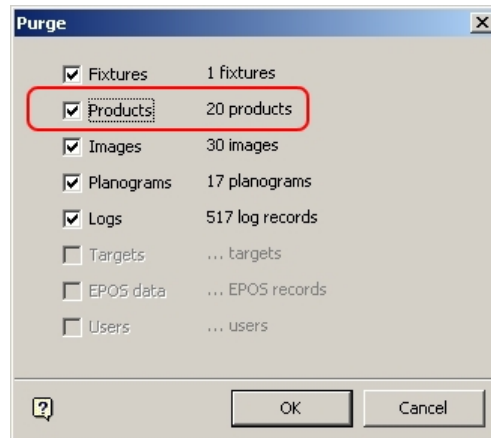 Purge
Fixtures 1 fixtures
Products 20 products
Images 30 images
Planograms 17 planograms
Logs 517 log records
Targets ... targets
EPOS data ... EPOS records
Users ... users
OK Cancel